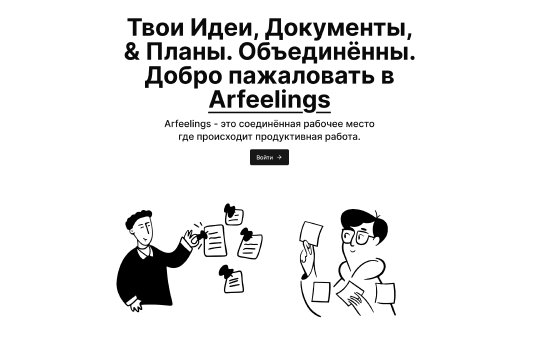 Твои Идеи, Документы,
& Планы. Объединённы.
Добро пажаловать в
Arfeelings
Arfeelings - это соединённая рабочее место
где происходит продуктивная работа.
Войти →